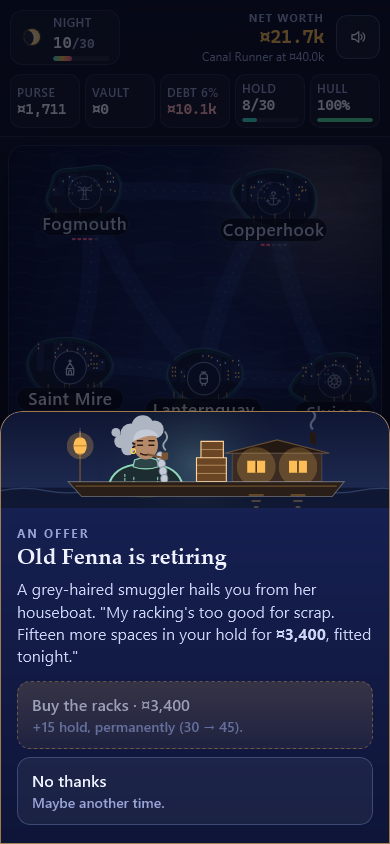 NIGHT
10/30
NET WORTH
¤21.7k
Canal Runner at ¤40.0k
PURSE
¤1,711
VAULT
¤0
DEBT 6%
¤10.1k
HOLD
8/30
HULL
100%
Fogmouth
Copperhook
Saint Mire
Lanternquay
AN OFFER
Old Fenna is retiring
A grey-haired smuggler hails you from her
houseboat. "My racking's too good for scrap.
Fifteen more spaces in your hold for ¤3,400, fitted
tonight."
Buy the racks · ¤3,400
+15 hold, permanently (30 → 45).
No thanks
Maybe another time.